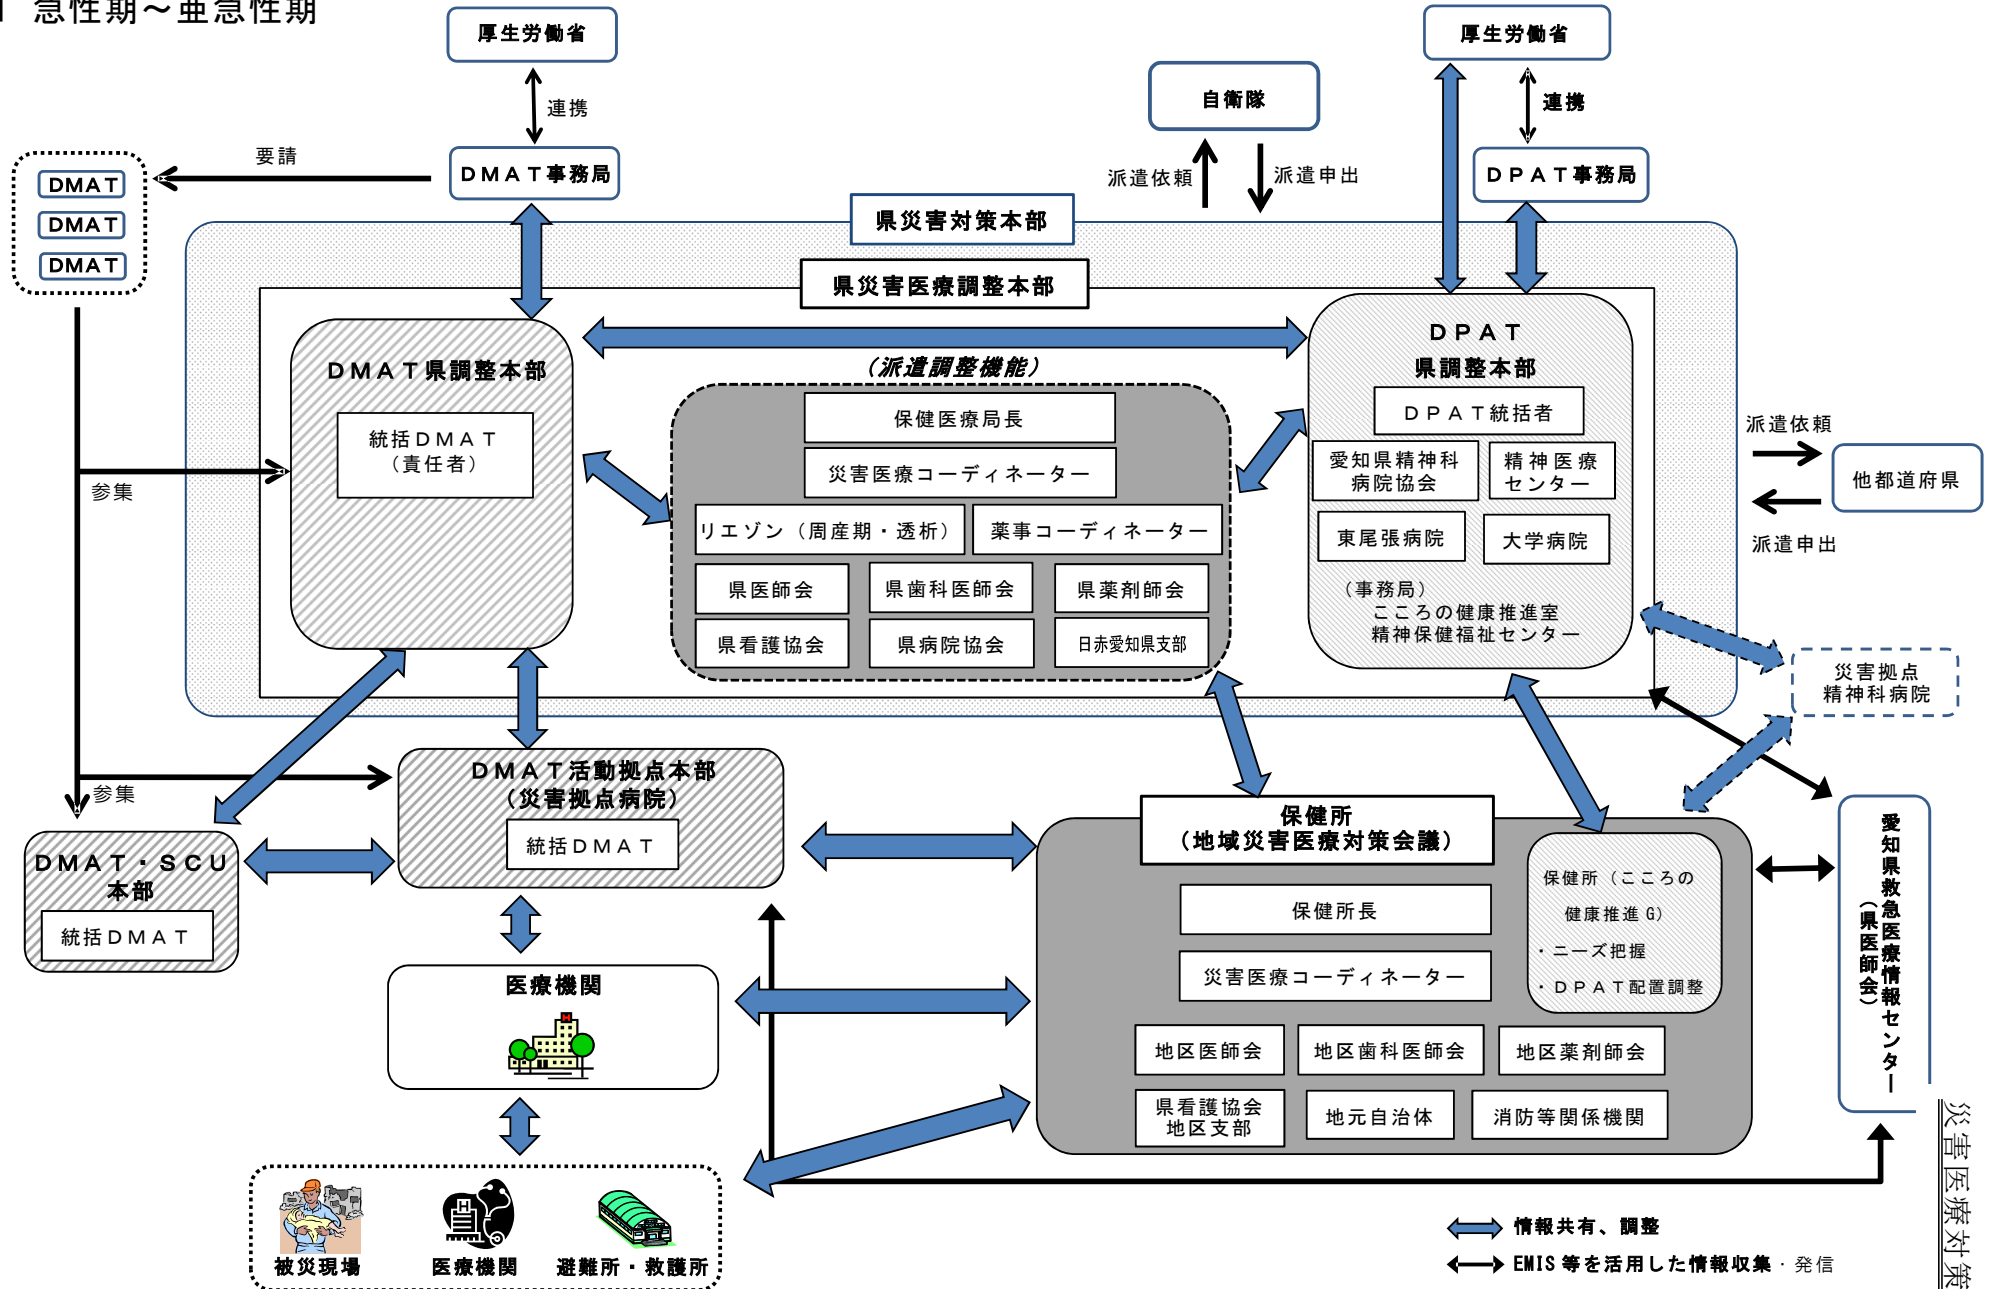 急性期～亜急性期
厚生労働省
連携
DMAT事務局
要請
DMAT
DMAT
DMAT
自衛隊
派遣依頼
派遣申出
厚生労働省
連携
DPAT事務局
県災害対策本部
県災害医療調整本部
DMAT県調整本部
統括DMAT
（責任者）
（派遣調整機能）
保健医療局長
災害医療コーディネーター
リエゾン（周産期・透析）
薬事コーディネーター
県医師会
県歯科医師会
県薬剤師会
県看護協会
県病院協会
日赤愛知県支部
DPAT
県調整本部
DPAT統括者
愛知県精神科
病院協会
精神医療
センター
東尾張病院
大学病院
（事務局）
こころの健康推進室
精神保健福祉センター
派遣依頼
他都道府県
派遣申出
災害拠点
精神科病院
参集
参集
DMAT活動拠点本部
（災害拠点病院）
統括DMAT
DMAT・SCU
本部
統括DMAT
医療機関
被災現場
医療機関
避難所・救護所
保健所
（地域災害医療対策会議）
保健所長
災害医療コーディネーター
地区医師会
地区歯科医師会
地区薬剤師会
県看護協会
地区支部
地元自治体
消防等関係機関
保健所（こころの
健康推進G）
・ニーズ把握
・DPAT配置調整
愛知県救急医療情報センター
（県医師会）
情報共有、調整
EMIS等を活用した情報収集・発信
災害医療対策